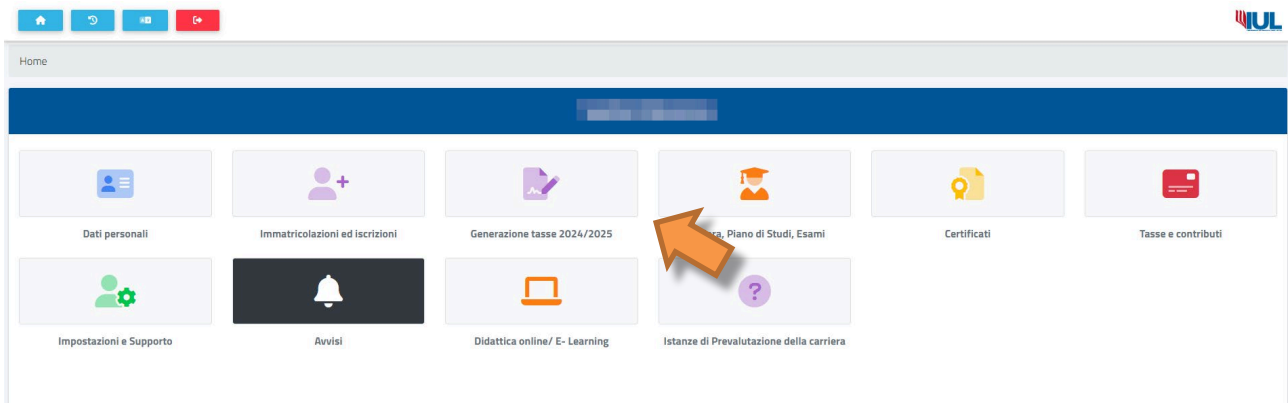 IUL
Home
Dati personali
Immatricolazioni ed iscrizioni
Generazione tasse 2024/2025
Piano di Studi, Esami
Certificati
Tasse e contributi
Impostazioni e Supporto
Avvisi
Didattica online/ E- Learning
Istanze di Prevalutazione della carriera